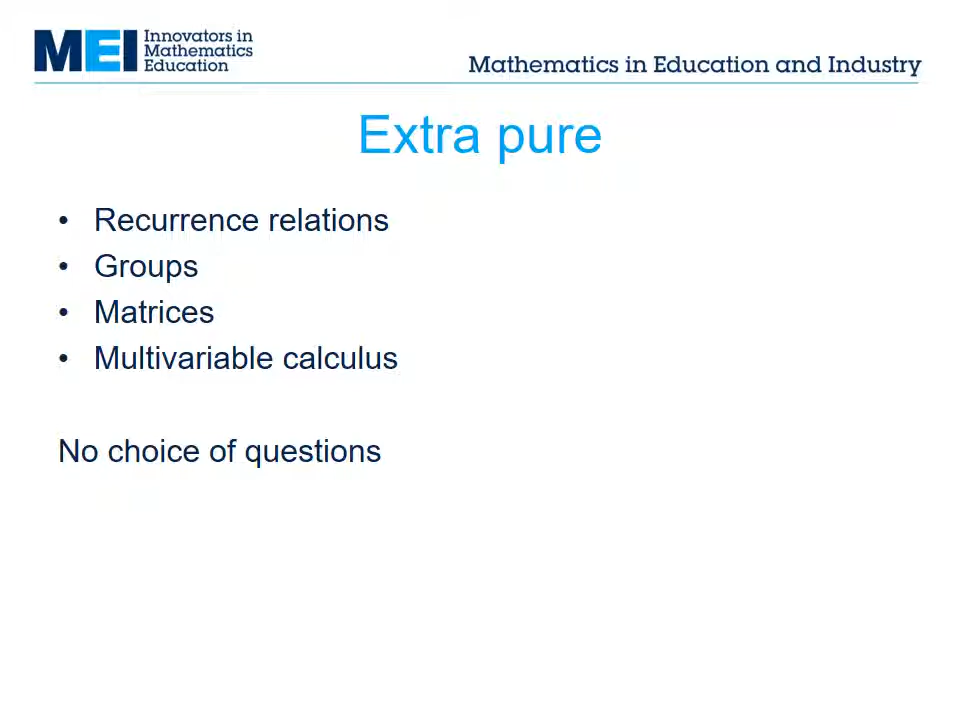 MEI
Innovators in
Mathematics
Education
Mathematics in Education and Industry
Extra pure
• Recurrence relations
• Groups
• Matrices
• Multivariable calculus
No choice of questions